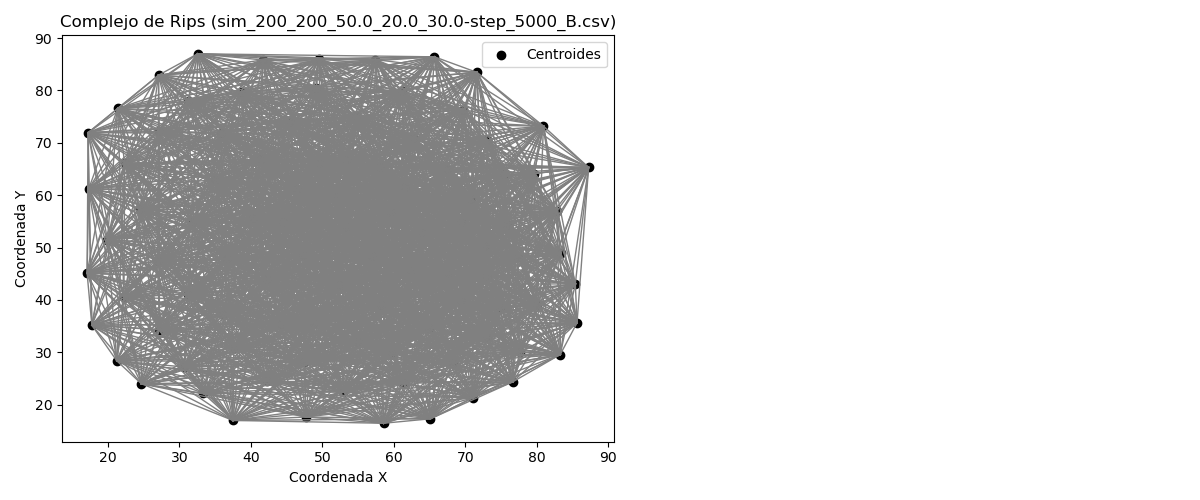 Complejo de Rips (sim_200_200_50.0_20.0_30.0-step_5000_B.csv)
Centroides
90
80
70
60
50
40
30
20
Coordenada Y
20 30 40 50 60 70 80 90
Coordenada X